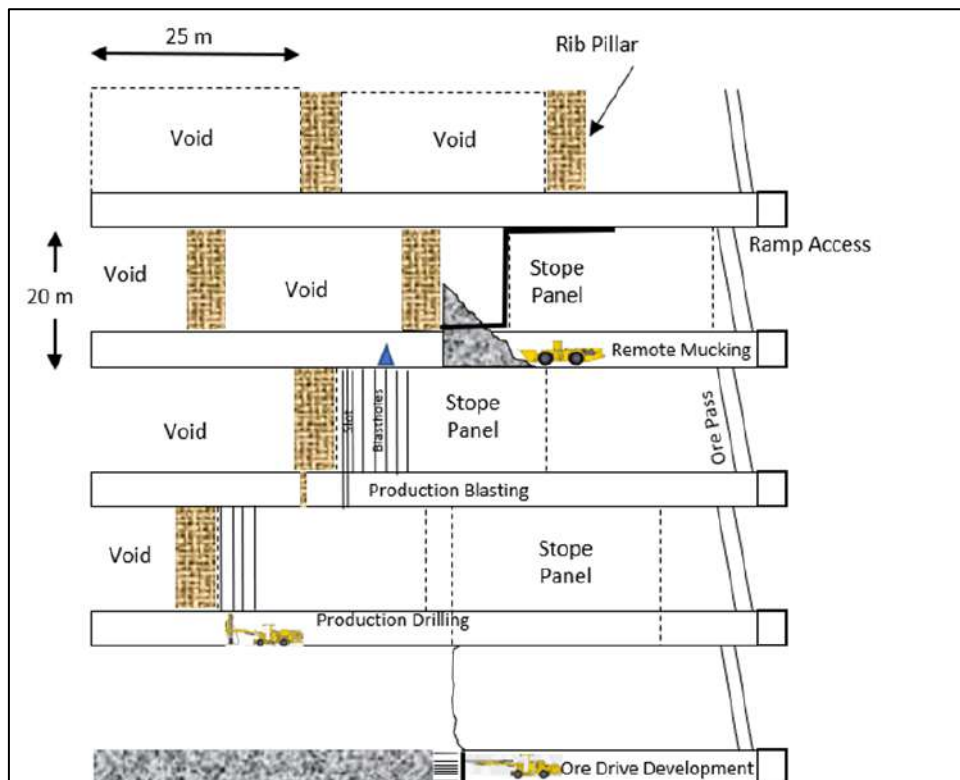 25 m
Rib Pillar
Void
Void
Ramp Access
20 m
Void
Void
Stope
Panel
Remote Mucking
Void
Slot
Blastholes
Stope
Panel
Ore Pass
Production Blasting
Void
Stope
Panel
Production Drilling
Ore Drive Development